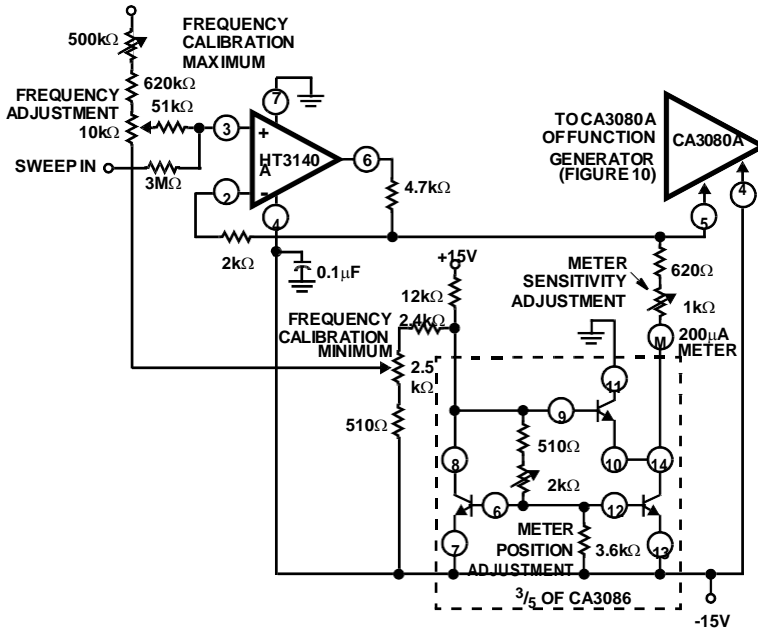 500kΩ
FREQUENCY
CALIBRATION
MAXIMUM
620kΩ
FREQUENCY
ADJUSTMENT
51kΩ
10kΩ
SWEEP IN
3MΩ
7
3
+
HT3140
A
-
2
6
4
4.7kΩ
2kΩ
0.1μF
TO CA3080A
OF FUNCTION
GENERATOR
(FIGURE 10)
CA3080A
4
5
+15V
12kΩ
2.4kΩ
FREQUENCY
CALIBRATION
MINIMUM
2.5
kΩ
510Ω
METER
SENSITIVITY
ADJUSTMENT
620Ω
1kΩ
M
200μA
METER
11
9
510Ω
10
14
8
2kΩ
6
12
7
METER
POSITION
ADJUSTMENT
3.6kΩ
13
3/5 OF CA3086
-15V